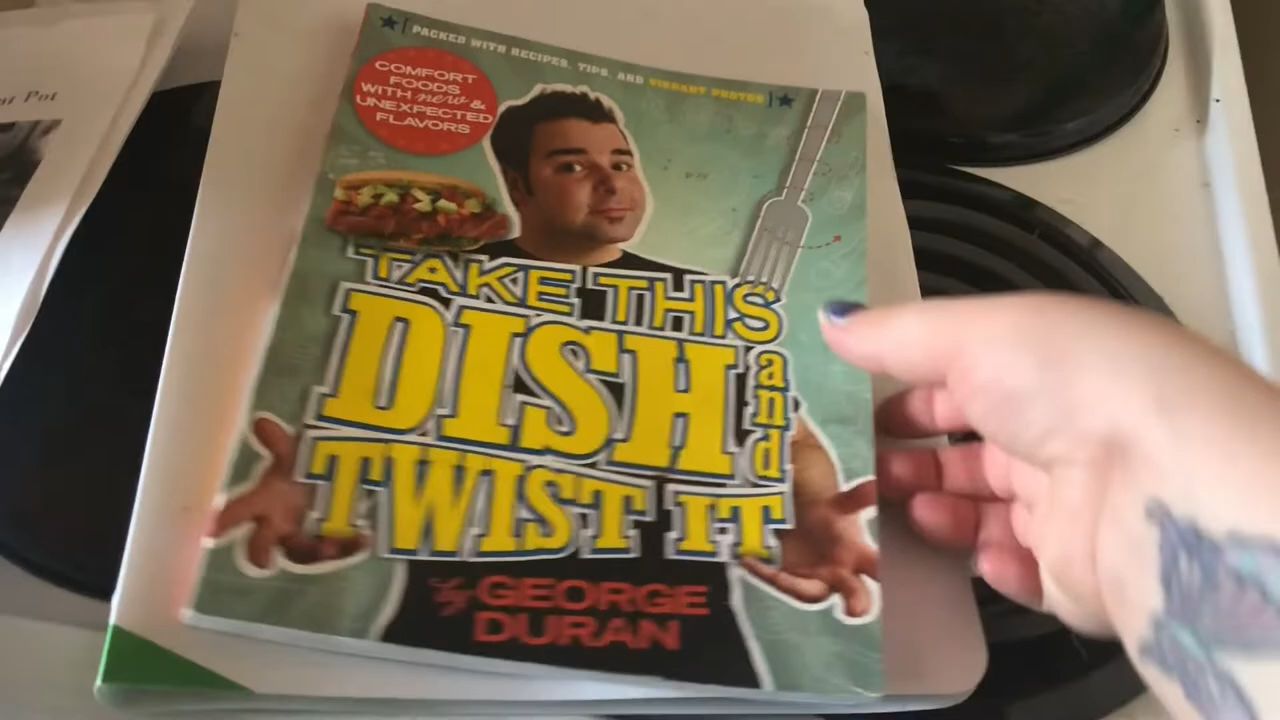 PACKED WITH RECIPES, TIPS, AND VIBRANT PHOTOS
COMFORT
FOODS
WITH new &
UNEXPECTED
FLAVORS
TAKE THIS
DISH
and
TWIST IT
by GEORGE
DURAN
Pot